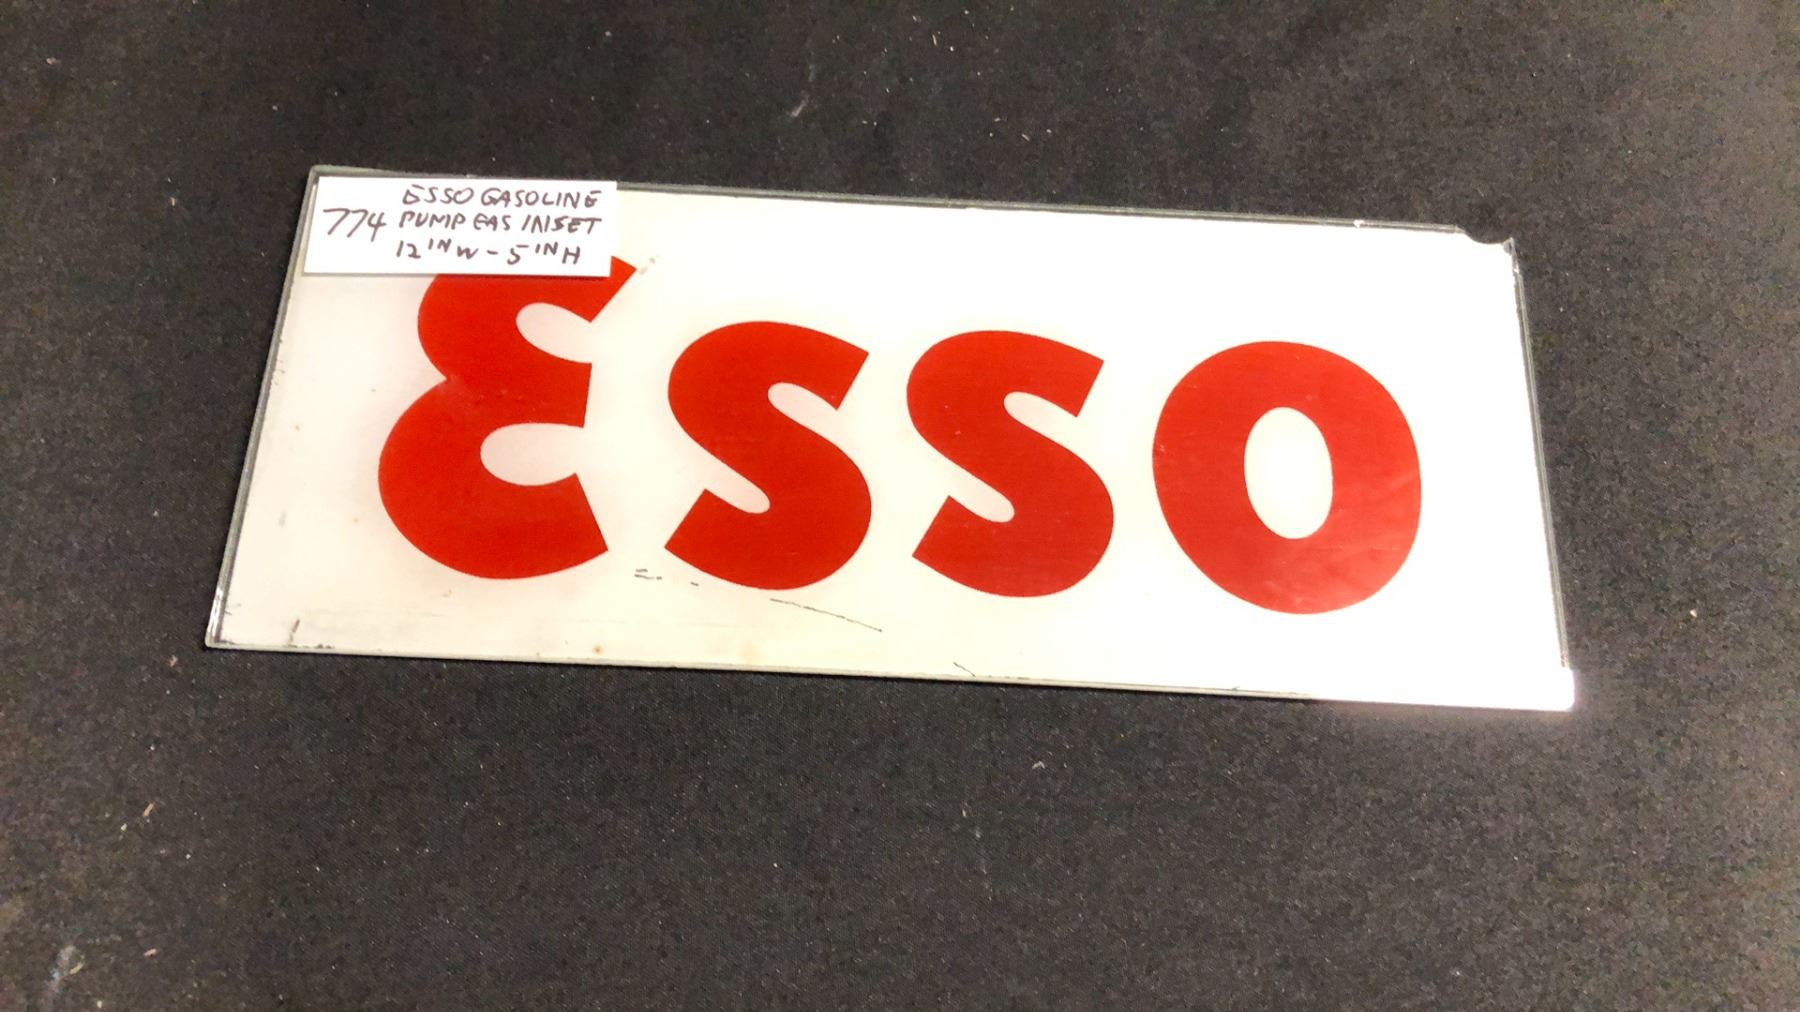 ESSO GASOLINE
774 PUMP GAS INSET
12 IN W - 5 IN H
Esso